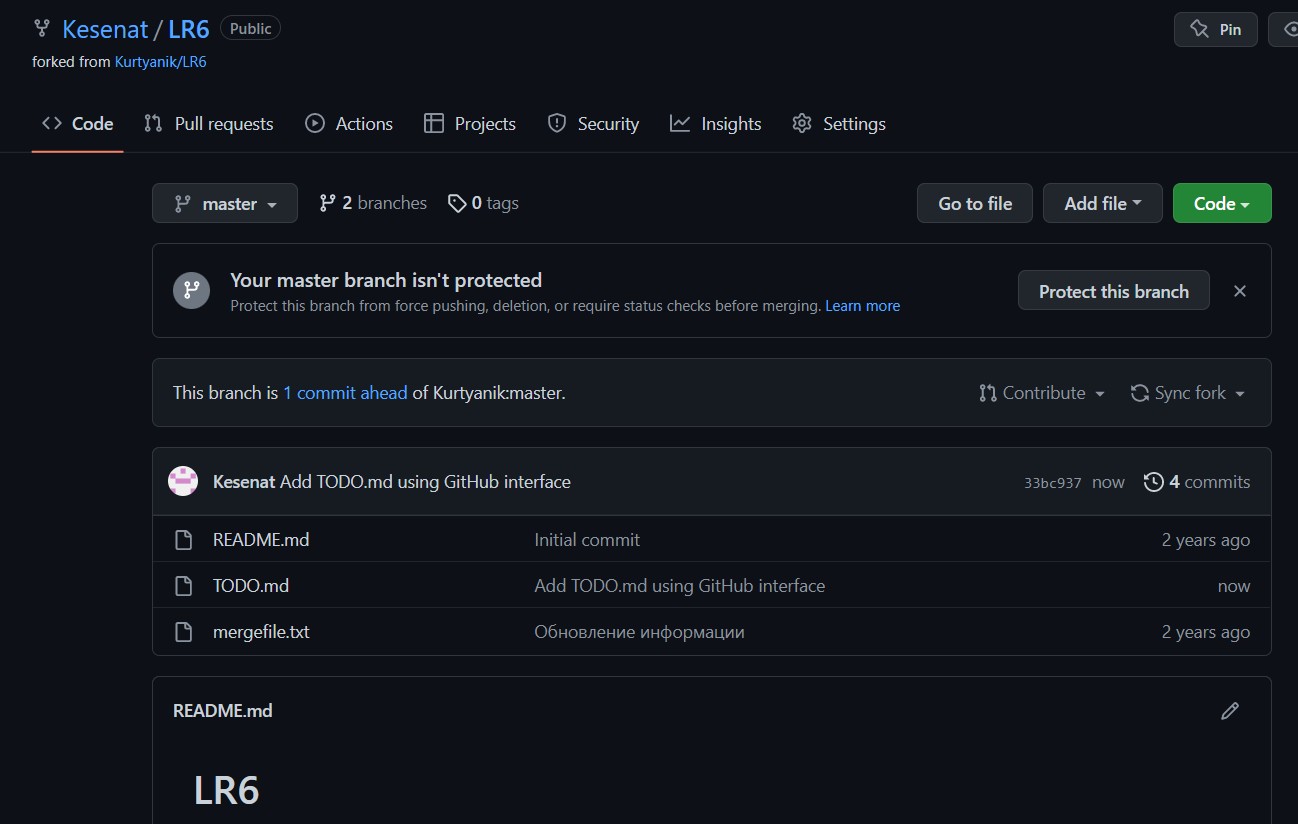 Kesenat / LR6 Public
Pin
forked from Kurtyanik/LR6
Code Pull requests Actions Projects Security Insights Settings
master 2 branches 0 tags Go to file Add file Code
Your master branch isn't protected
Protect this branch from force pushing, deletion, or require status checks before merging. Learn more
Protect this branch
This branch is 1 commit ahead of Kurtyanik:master. Contribute Sync fork
Kesenat Add TODO.md using GitHub interface 33bc937 now 4 commits
README.md Initial commit 2 years ago
TODO.md Add TODO.md using GitHub interface now
mergefile.txt Обновление информации 2 years ago
README.md
LR6